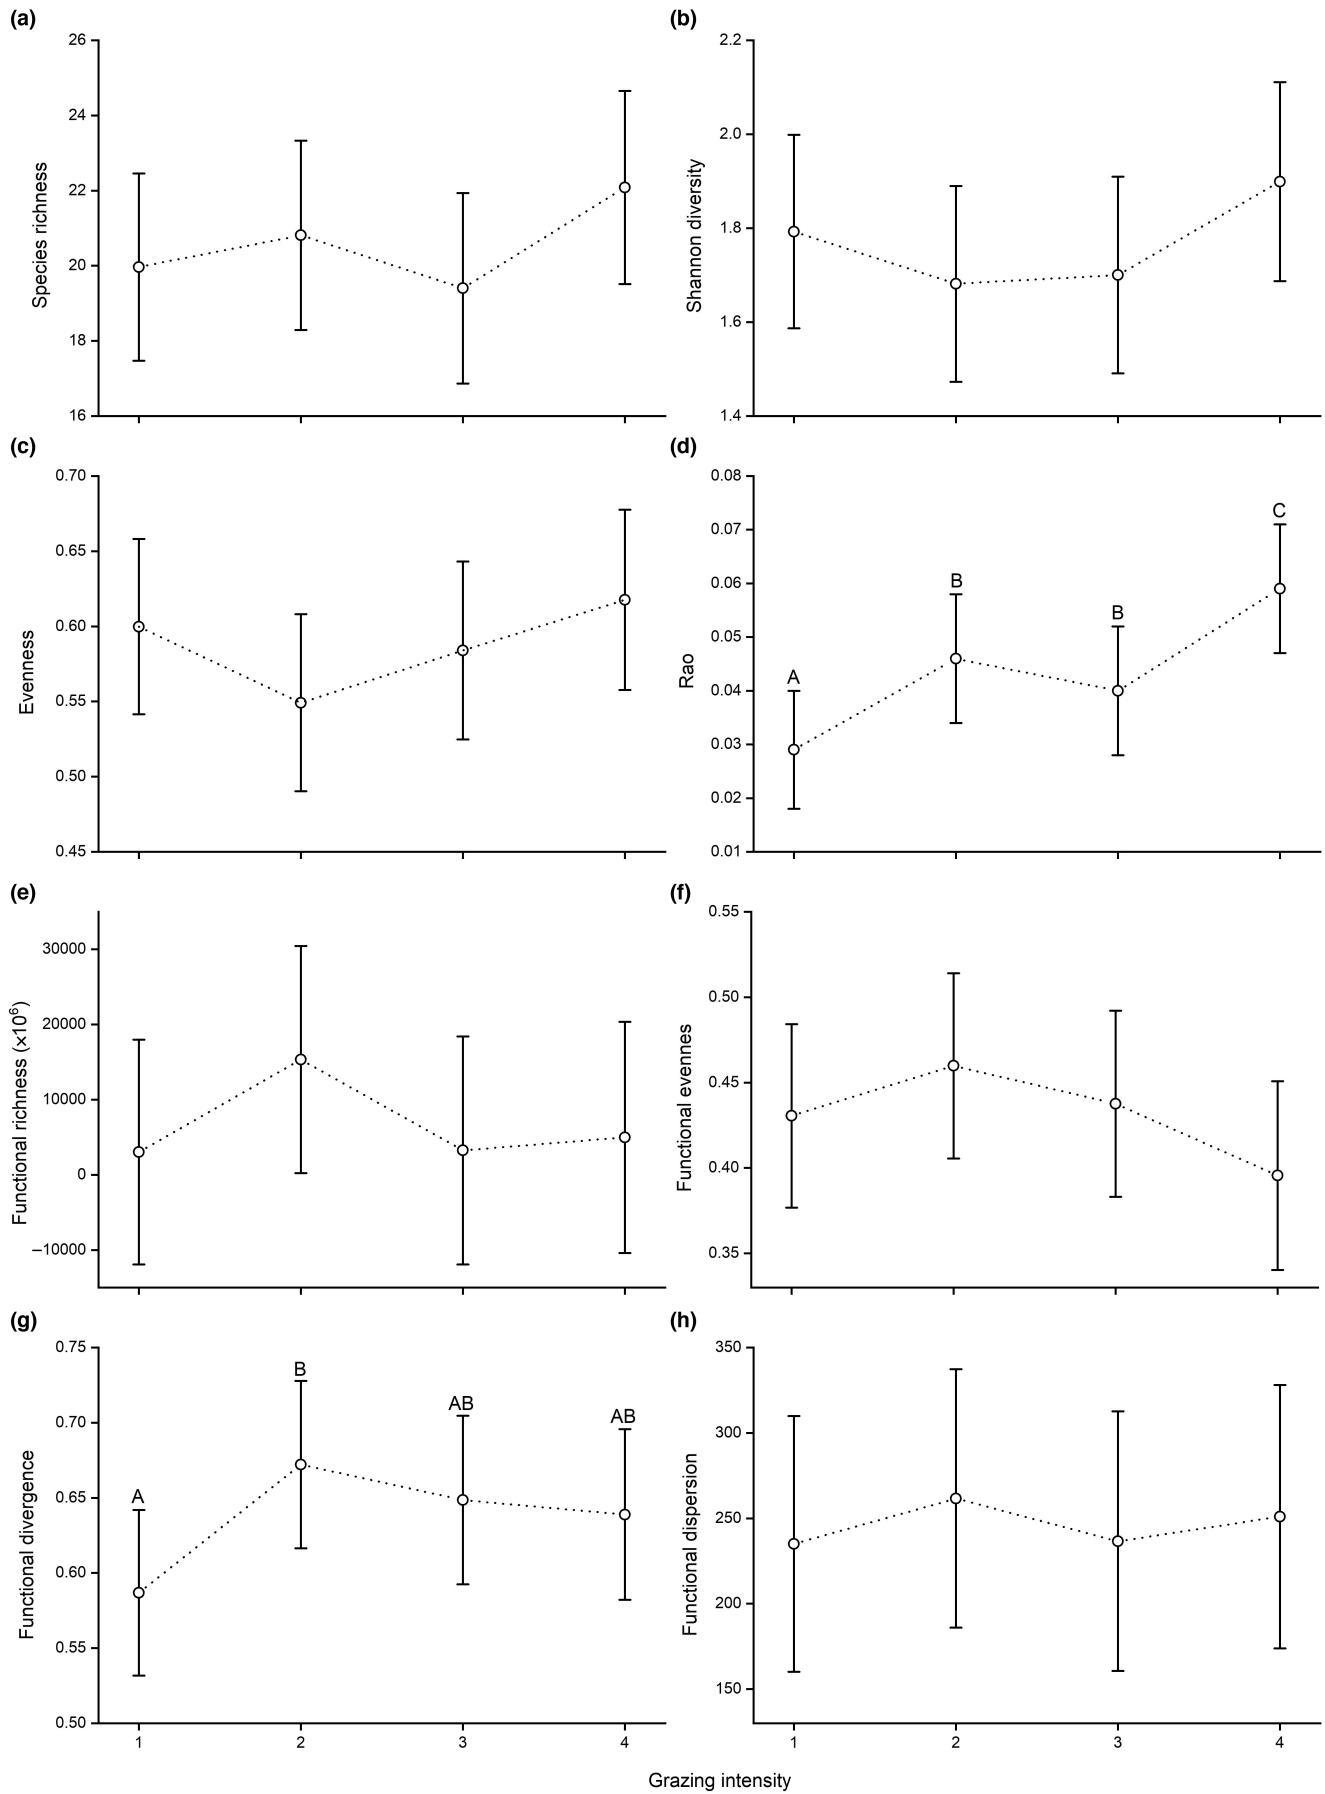 (a)
26
24
22
20
18
16
Species richness
(b)
2.2
2.0
1.8
1.6
1.4
Shannon diversity
(c)
0.70
0.65
0.60
0.55
0.50
0.45
Evenness
(d)
0.08
0.07
0.06
0.05
0.04
0.03
0.02
0.01
Rao
A
B
B
C
(e)
30000
20000
10000
0
–10000
Functional richness (×10⁶)
(f)
0.55
0.50
0.45
0.40
0.35
Functional evennes
(g)
0.75
0.70
0.65
0.60
0.55
0.50
Functional divergence
A
B
AB
AB
1 2 3 4
(h)
350
300
250
200
150
Functional dispersion
1 2 3 4
Grazing intensity